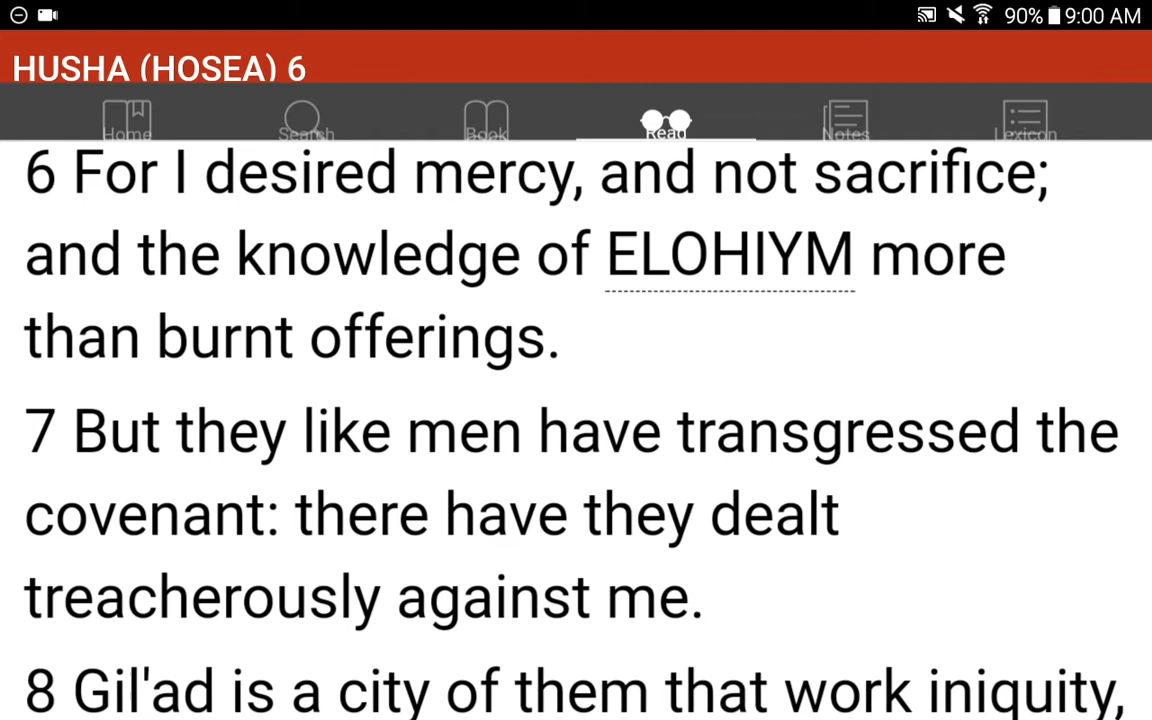 90% 9:00 AM
HUSHA (HOSEA) 6
Home Search Book Read Notes Lexicon
6 For I desired mercy, and not sacrifice;
and the knowledge of ELOHIYM more
than burnt offerings.
7 But they like men have transgressed the
covenant: there have they dealt
treacherously against me.
8 Gil'ad is a city of them that work iniquity,